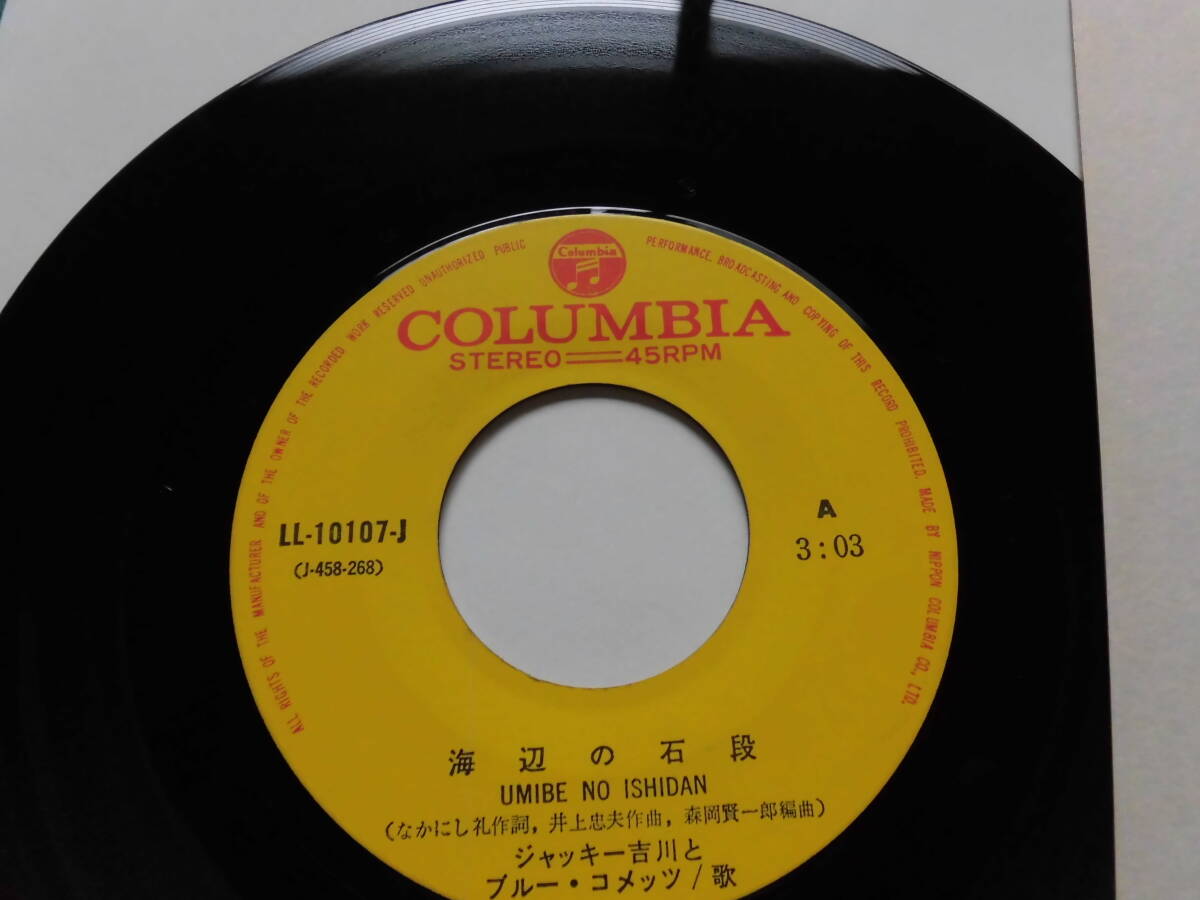 Columbia
COLUMBIA
STEREO 45RPM
ALL RIGHTS OF THE MANUFACTURER AND OF THE OWNER OF THE RECORDED WORK RESERVED UNAUTHORIZED PUBLIC PERFORMANCE, BROADCASTING AND COPYING OF THIS RECORD PROHIBITED. MADE BY NIPPON COLUMBIA CO., LTD.
LL-10107-J
(J-458-268)
A
3:03
海辺の石段
UMIBE NO ISHIDAN
(なかにし礼作詞, 井上忠夫作曲, 森岡賢一郎編曲)
ジャッキー吉川と
ブルー・コメッツ/歌